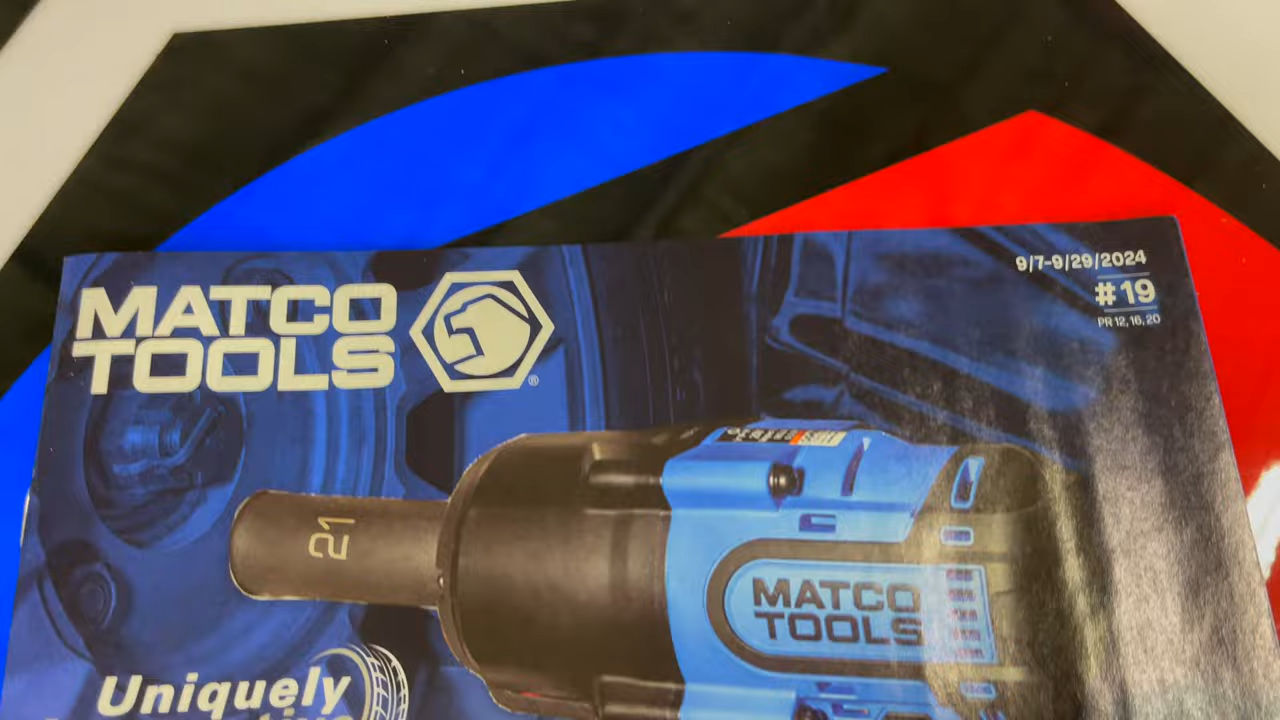 MATCO
TOOLS
®
9/7-9/29/2024
#19
PR 12, 16, 20
21
MATCO
TOOLS
Uniquely